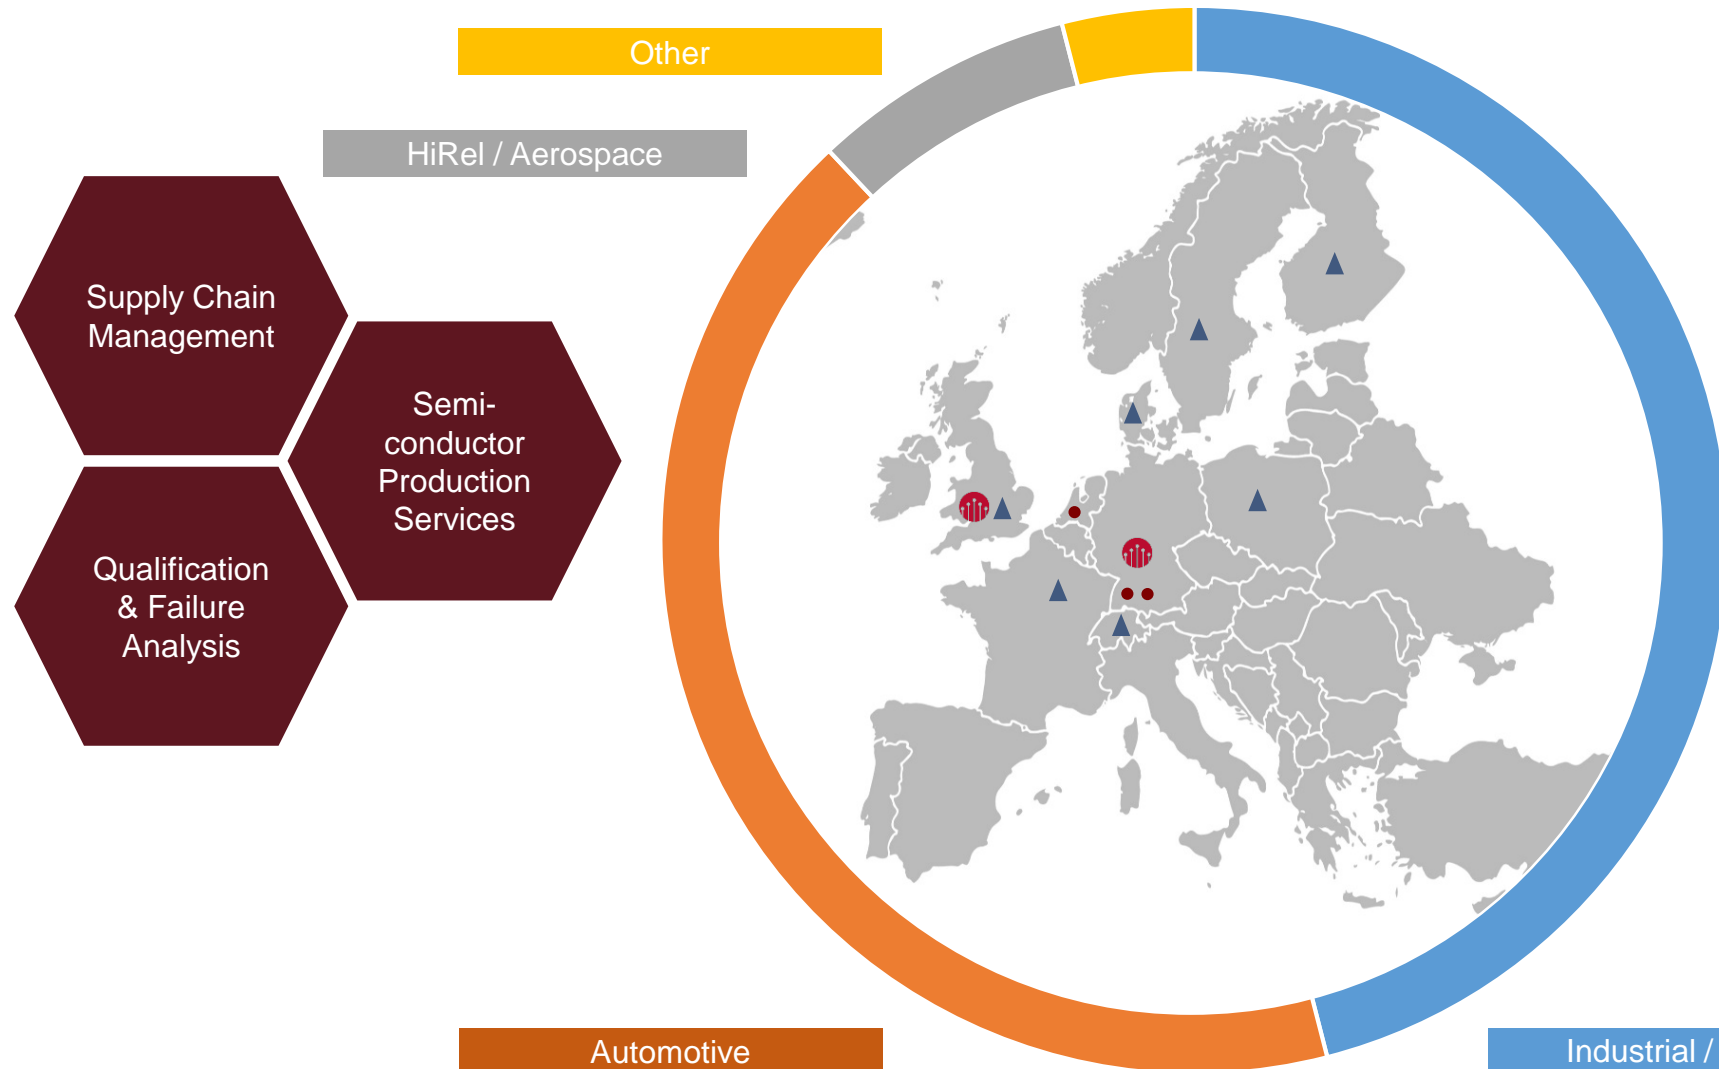 Other
HiRel / Aerospace
Supply Chain
Management
Semi-
conductor
Production
Services
Qualification
& Failure
Analysis
Automotive
Industrial /